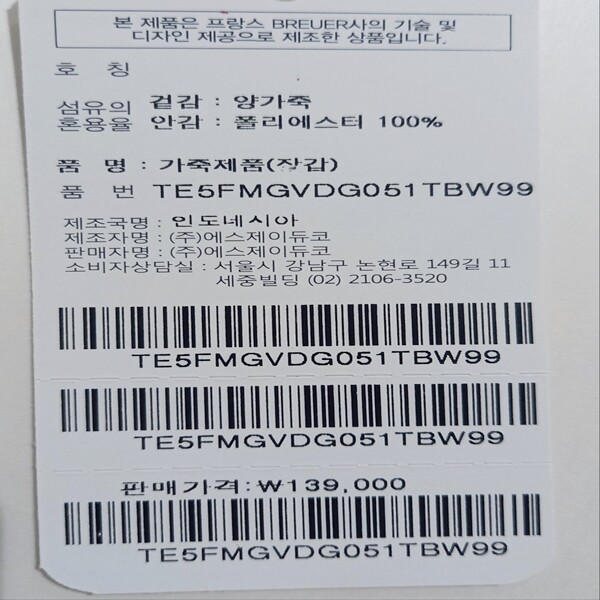 본 제품은 프랑스 BREUER사의 기술 및
디자인 제공으로 제조한 상품입니다.
호 칭
섬유의 겉감 : 양가죽
혼용율 안감 : 폴리에스터 100%
품 명 : 가죽제품(장갑)
품 번 TE5FMGVDG051TBW99
제조국명 : 인도네시아
제조자명 : (주)에스제이듀코
판매자명 : (주)에스제이듀코
소비자상담실 : 서울시 강남구 논현로 149길 11
세중빌딩 (02) 2106-3520
TE5FMGVDG051TBW99
TE5FMGVDG051TBW99
판매가격:₩139,000
TE5FMGVDG051TBW99